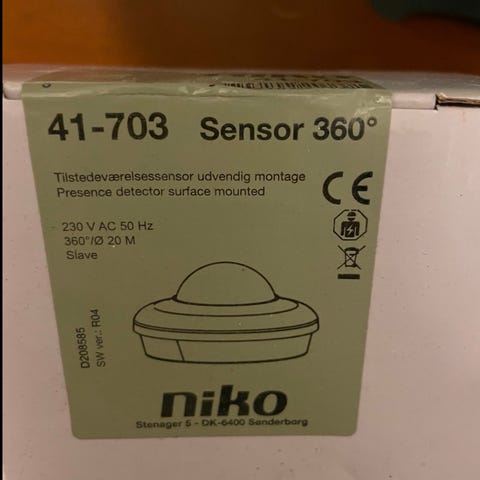 41-703 Sensor 360°
Tilstedeværelsessensor udvendig montage
Presence detector surface mounted
CE
230 V AC 50 Hz
360°/Ø 20 M
Slave
D208585
SW ver.: R04
niko
Stenager 5 - DK-6400 Sønderborg